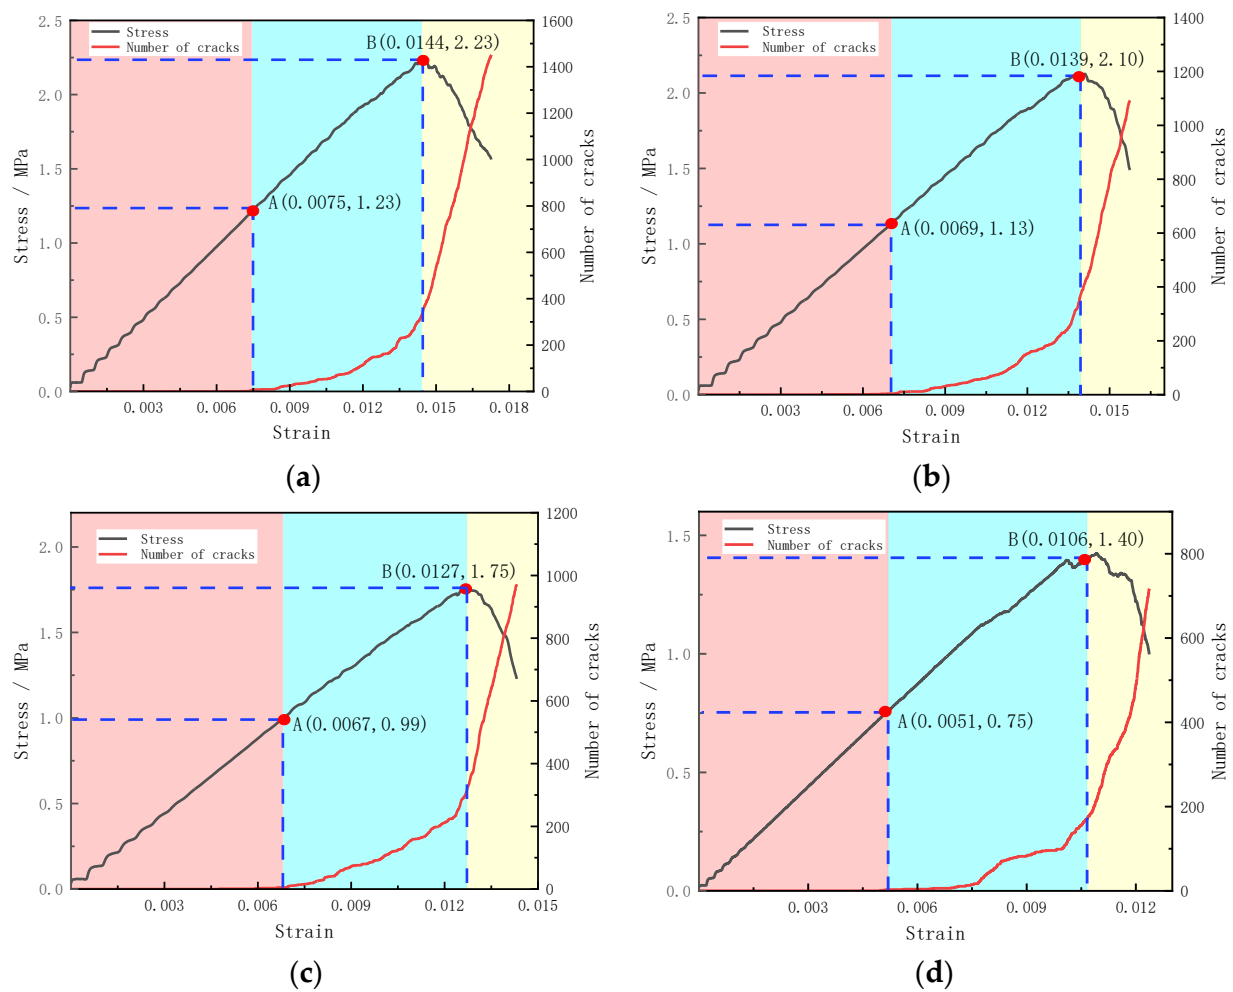 Stress
Number of cracks
B(0.0144,2.23)
A(0.0075,1.23)
2.5
2.0
1.5
1.0
0.5
0.0
Stress / MPa
1600
1400
1200
1000
800
600
400
200
0
Number of cracks
0.003 0.006 0.009 0.012 0.015 0.018
Strain
(a)
Stress
Number of cracks
B(0.0139,2.10)
A(0.0069,1.13)
2.5
2.0
1.5
1.0
0.5
0.0
Stress / MPa
1400
1200
1000
800
600
400
200
0
Number of cracks
0.003 0.006 0.009 0.012 0.015
Strain
(b)
Stress
Number of cracks
B(0.0127,1.75)
A(0.0067,0.99)
2.0
1.5
1.0
0.5
0.0
Stress / MPa
1200
1000
800
600
400
200
0
Number of cracks
0.003 0.006 0.009 0.012 0.015
Strain
(c)
Stress
Number of cracks
B(0.0106,1.40)
A(0.0051,0.75)
1.5
1.0
0.5
0.0
Stress / MPa
800
600
400
200
0
Number of cracks
0.003 0.006 0.009 0.012
Strain
(d)